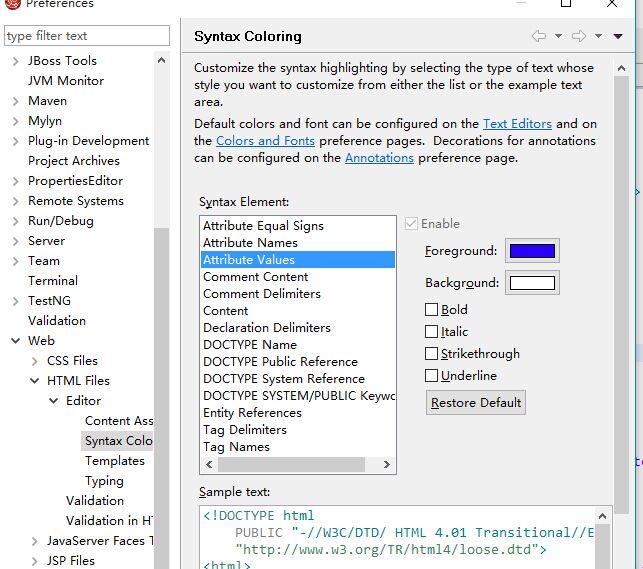 Preferences
type filter text
JBoss Tools
JVM Monitor
Maven
Mylyn
Plug-in Development
Project Archives
PropertiesEditor
Remote Systems
Run/Debug
Server
Team
Terminal
TestNG
Validation
Web
CSS Files
HTML Files
Editor
Content Ass
Syntax Colo
Templates
Typing
Validation
Validation in HT
JavaServer Faces T
JSP Files
Syntax Coloring
Customize the syntax highlighting by selecting the type of text whose
style you want to customize from either the list or the example text
area.
Default colors and font can be configured on the Text Editors and on
the Colors and Fonts preference pages. Decorations for annotations
can be configured on the Annotations preference page.
Syntax Element:
Attribute Equal Signs
Attribute Names
Attribute Values
Comment Content
Comment Delimiters
Content
Declaration Delimiters
DOCTYPE Name
DOCTYPE Public Reference
DOCTYPE System Reference
DOCTYPE SYSTEM/PUBLIC Keywo
Entity References
Tag Delimiters
Tag Names
Enable
Foreground:
Background:
Bold
Italic
Strikethrough
Underline
Restore Default
Sample text:
<!DOCTYPE html
PUBLIC "-//W3C/DTD/ HTML 4.01 Transitional//E
"http://www.w3.org/TR/html4/loose.dtd">
<html>